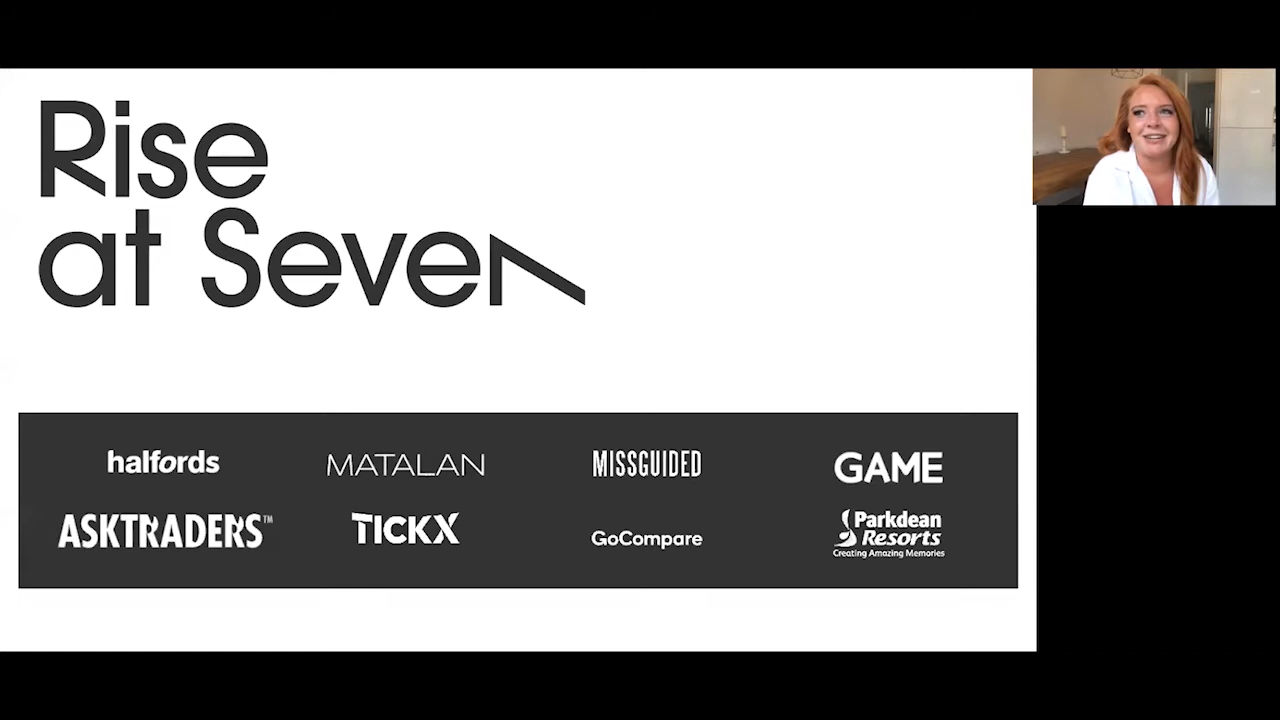 Rise
at Seven
halfords
MATALAN
MISSGUIDED
GAME
ASKTRADERS™
TICKX
GoCompare
Parkdean
Resorts
Creating Amazing Memories